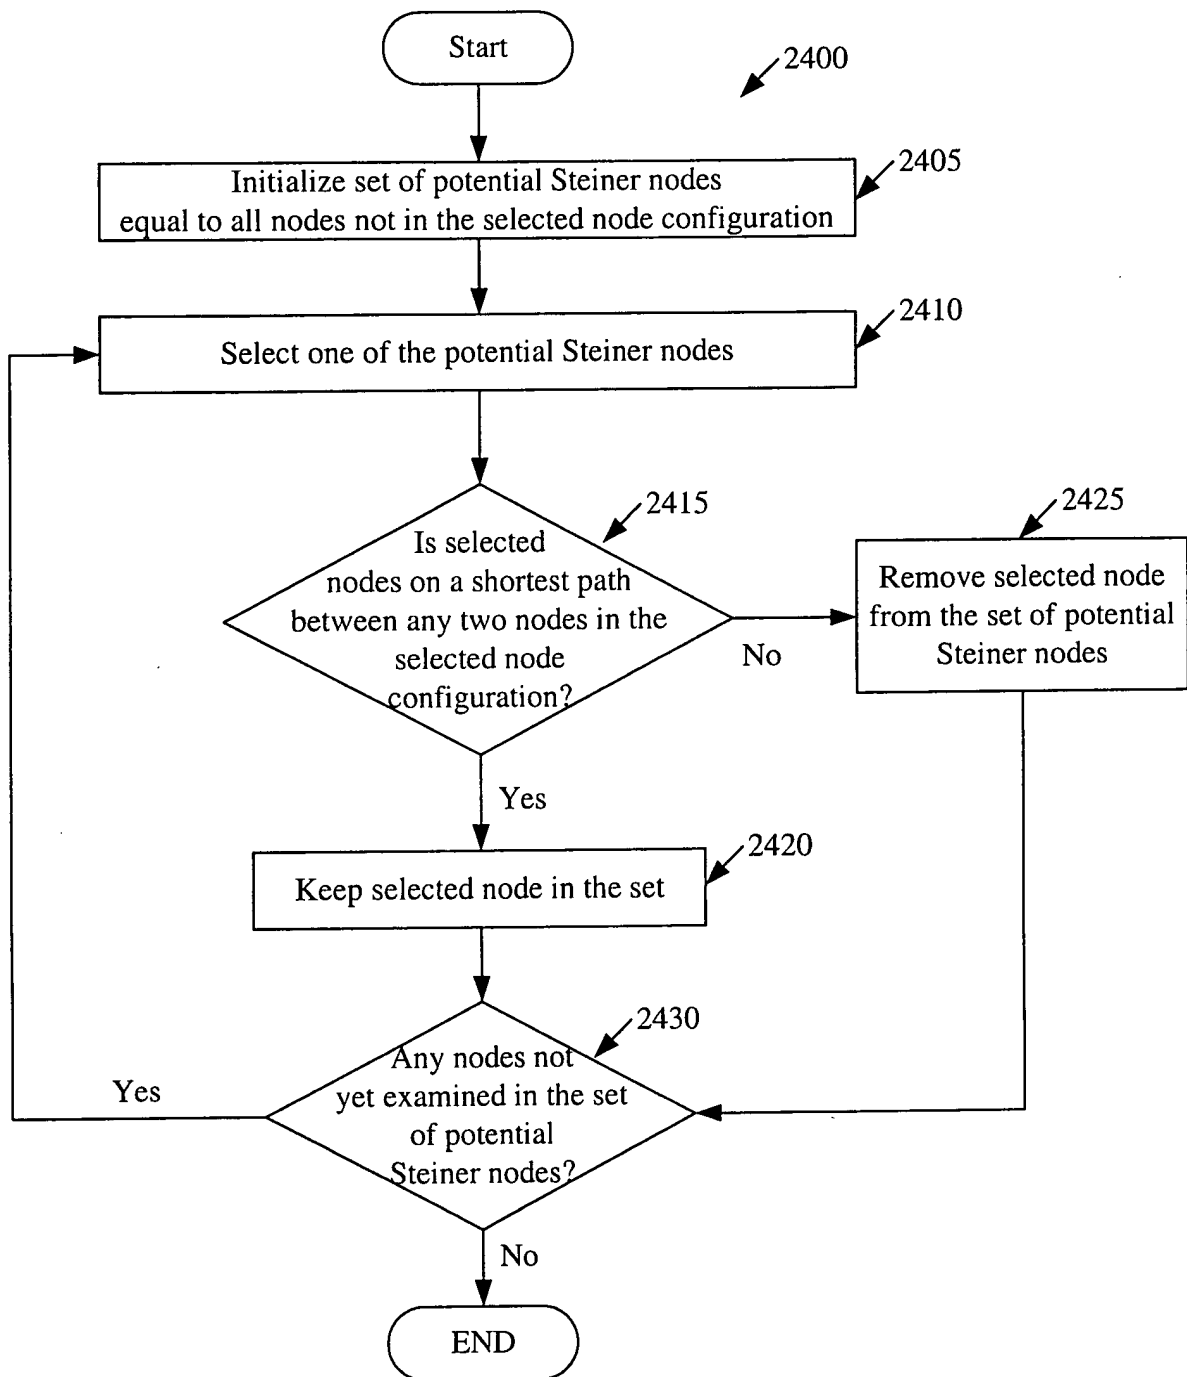 Start
2400
2405
Initialize set of potential Steiner nodes
equal to all nodes not in the selected node configuration
2410
Select one of the potential Steiner nodes
2415
Is selected
nodes on a shortest path
between any two nodes in the
selected node
configuration?
No
2425
Remove selected node
from the set of potential
Steiner nodes
Yes
2420
Keep selected node in the set
2430
Any nodes not
yet examined in the set
of potential
Steiner nodes?
Yes
No
END